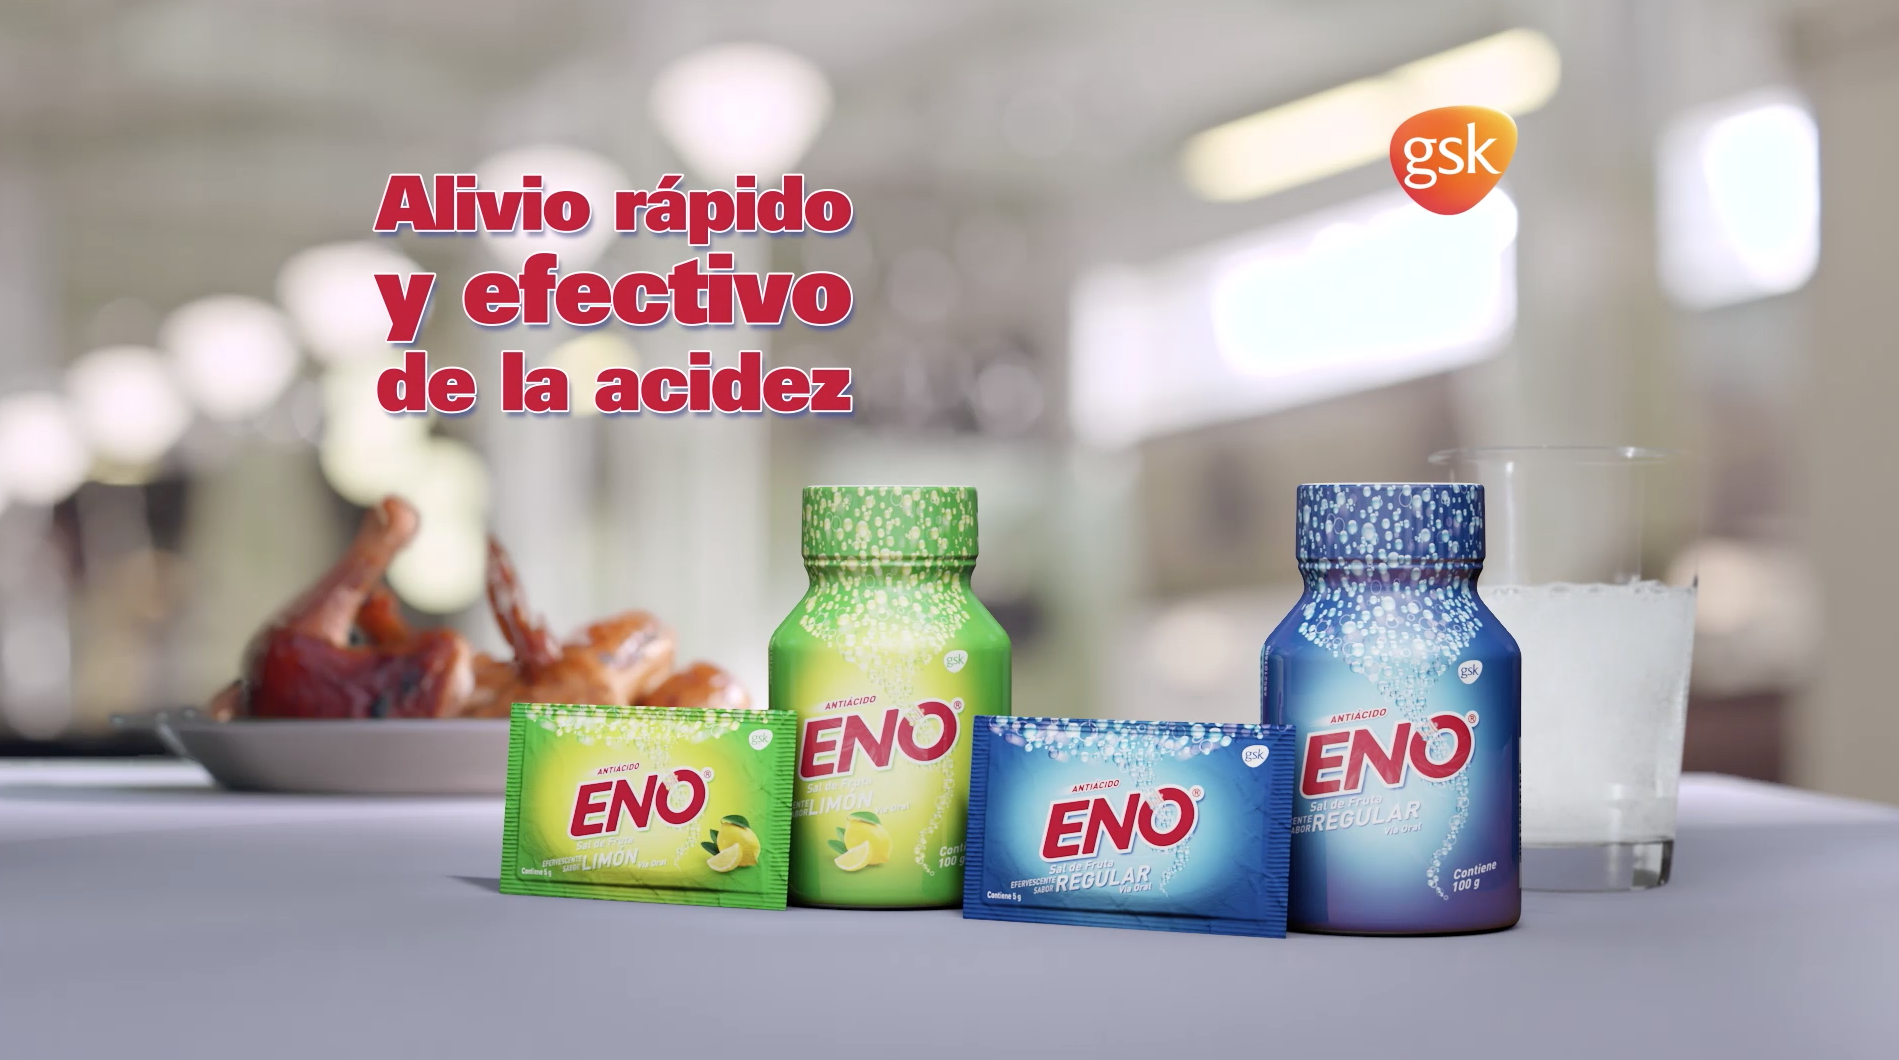 Alivio rápido
y efectivo
de la acidez
gsk
gsk
ANTIÁCIDO
ENO®
Sal de Fruta
LIMÓN
Vía Oral
100 g
gsk
ANTIÁCIDO
ENO®
Sal de Fruta
REGULAR
Vía Oral
Contiene
100 g
gsk
ANTIÁCIDO
ENO®
Sal de Fruta
EFERVESCENTE
SABOR LIMÓN Vía Oral
Contiene 5 g
gsk
ANTIÁCIDO
ENO®
Sal de Fruta
EFERVESCENTE
SABOR REGULAR Vía Oral
Contiene 5 g